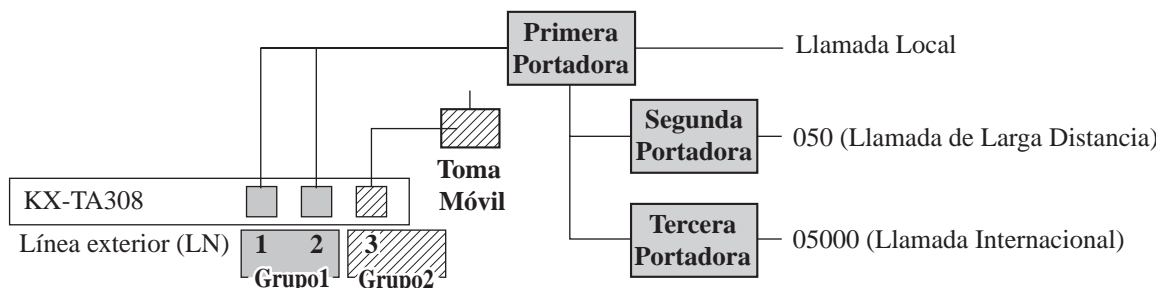 Primera
Portadora
Llamada Local
Segunda
Portadora
050 (Llamada de Larga Distancia)
Toma
Móvil
KX-TA308
Tercera
Portadora
05000 (Llamada Internacional)
Línea exterior (LN)
1 2 3
Grupo1 Grupo2